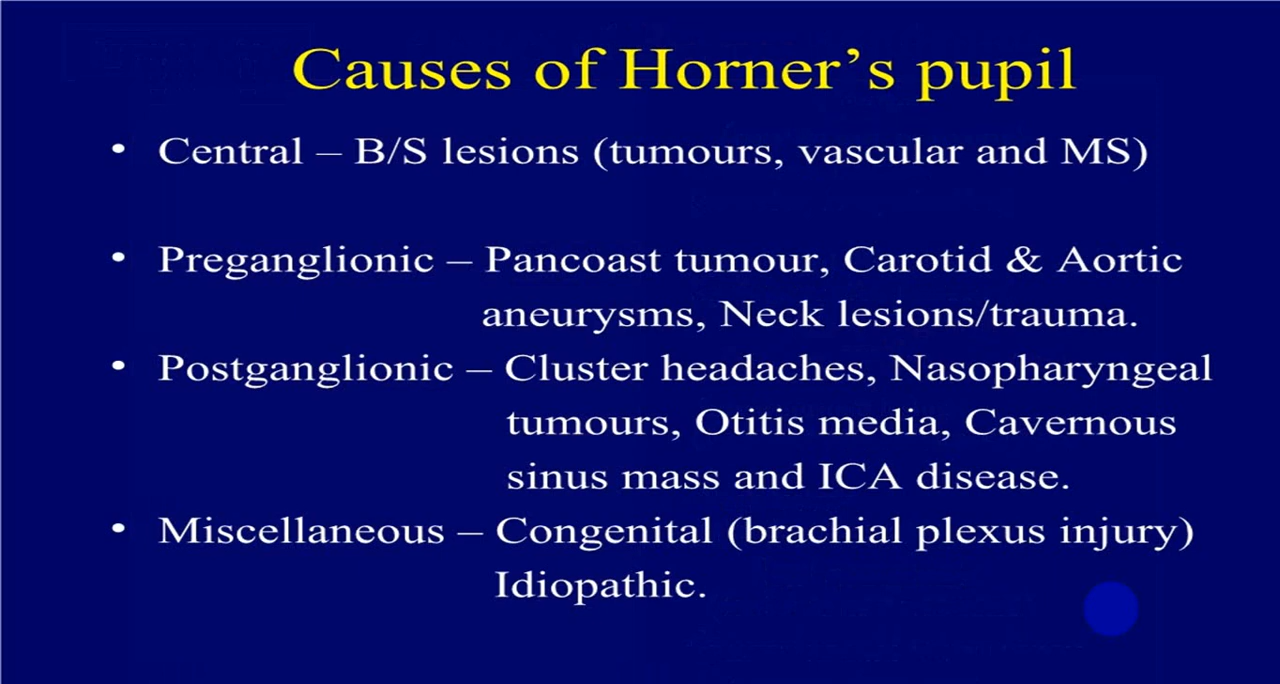 Causes of Horner’s pupil
• Central – B/S lesions (tumours, vascular and MS)
• Preganglionic – Pancoast tumour, Carotid & Aortic
aneurysms, Neck lesions/trauma.
• Postganglionic – Cluster headaches, Nasopharyngeal
tumours, Otitis media, Cavernous
sinus mass and ICA disease.
• Miscellaneous – Congenital (brachial plexus injury)
Idiopathic.